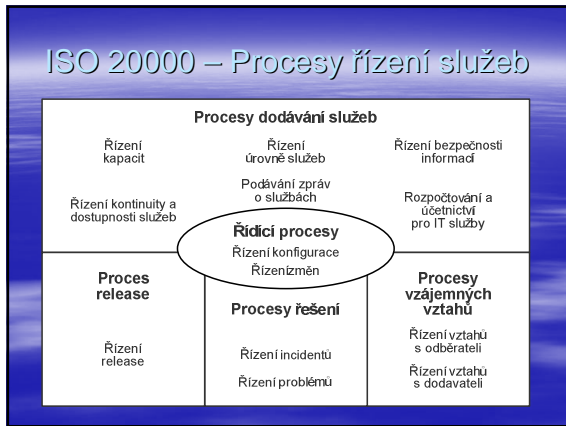 ISO 20000 – Procesy řízení služeb
Procesy dodávání služeb
Řízení
kapacit
Řízení
úrovně služeb
Řízení bezpečnosti
informací
Řízení kontinuity a
dostupnosti služeb
Podávání zpráv
o službách
Rozpočtování a
účetnictví
pro IT služby
Řídicí procesy
Řízení konfigurace
Řízenízměn
Proces
release
Řízení
release
Procesy řešení
Řízení incidentů
Řízení problémů
Procesy
vzájemných
vztahů
Řízení vztahů
s odběrateli
Řízení vztahů
s dodavateli